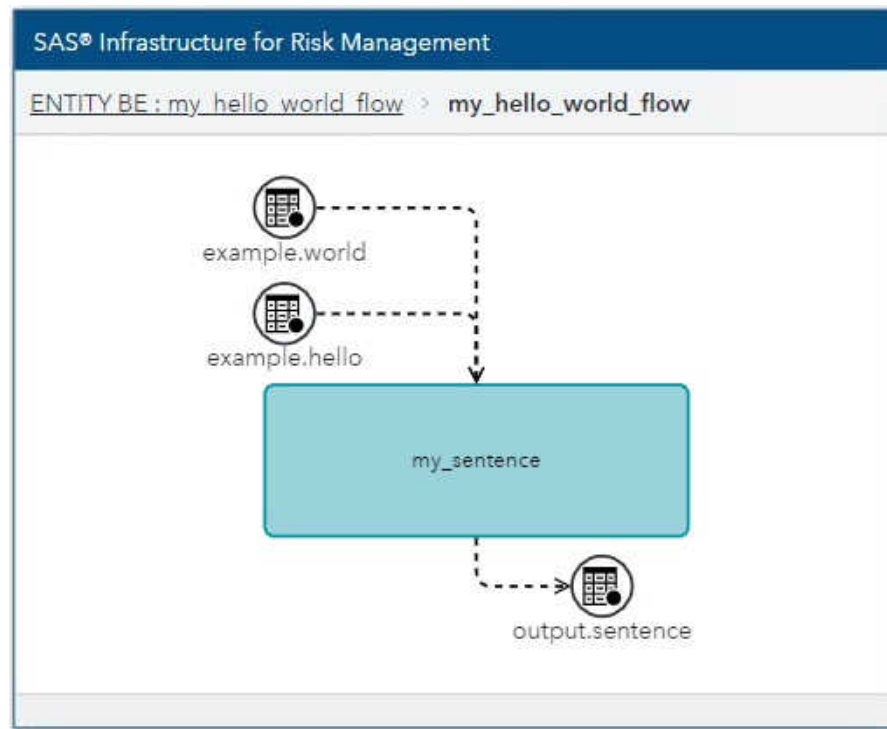 SAS® Infrastructure for Risk Management
ENTITY BE : my_hello_world_flow > my_hello_world_flow
example.world
example.hello
my_sentence
output.sentence